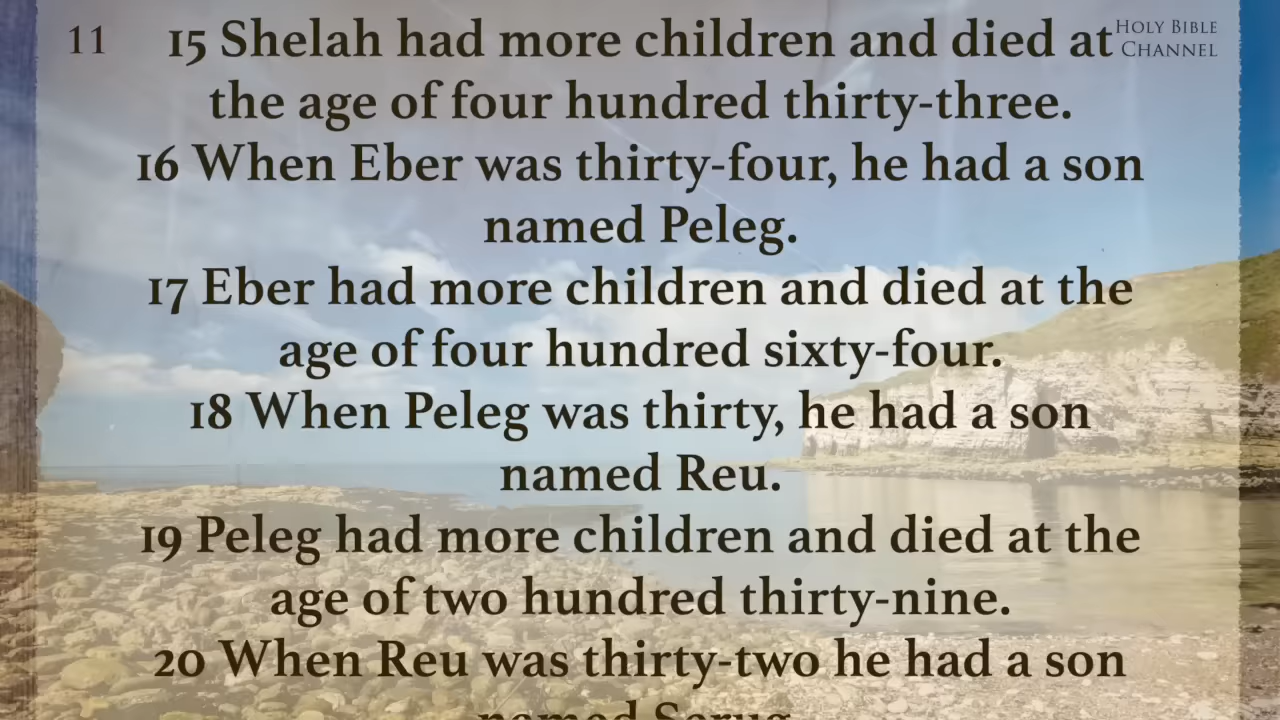 11
HOLY BIBLE
CHANNEL
15 Shelah had more children and died at
the age of four hundred thirty-three.
16 When Eber was thirty-four, he had a son
named Peleg.
17 Eber had more children and died at the
age of four hundred sixty-four.
18 When Peleg was thirty, he had a son
named Reu.
19 Peleg had more children and died at the
age of two hundred thirty-nine.
20 When Reu was thirty-two he had a son
named Serug.